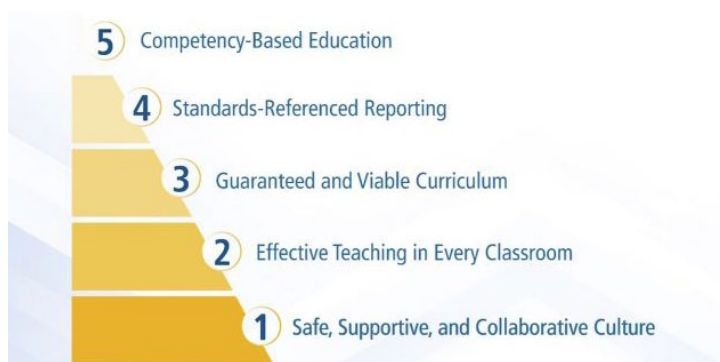 5 Competency-Based Education
4 Standards-Referenced Reporting
3 Guaranteed and Viable Curriculum
2 Effective Teaching in Every Classroom
1 Safe, Supportive, and Collaborative Culture